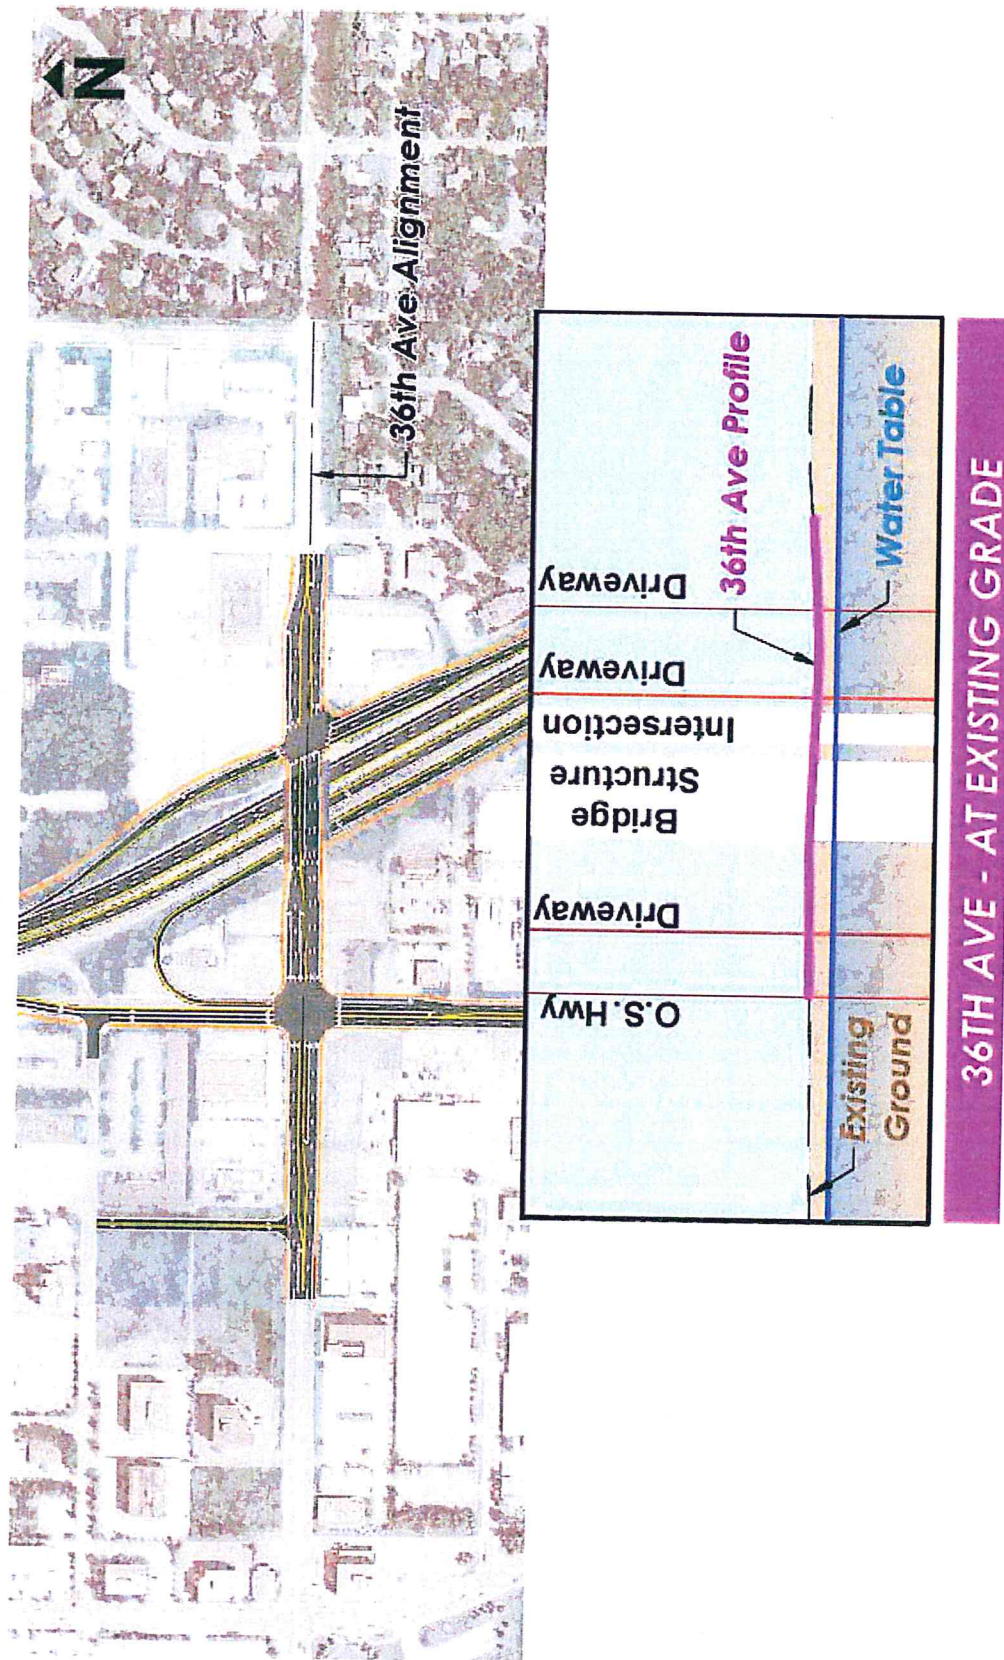 N
36th Ave Alignment
O.S. Hwy
Driveway
Bridge
Structure
Intersection
Driveway
Driveway
36th Ave Profile
Existing
Ground
Water Table
36TH AVE - AT EXISTING GRADE